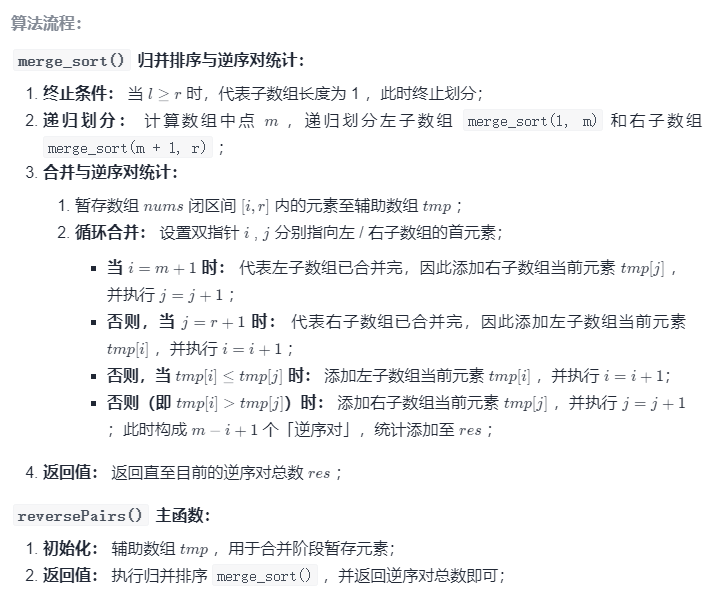 算法流程：
merge_sort() 归并排序与逆序对统计：
1. 终止条件： 当 l ≥ r 时，代表子数组长度为 1 ，此时终止划分；
2. 递归划分： 计算数组中点 m ，递归划分左子数组 merge_sort(l, m) 和右子数组
merge_sort(m + 1, r) ；
3. 合并与逆序对统计：
1. 暂存数组 nums 闭区间 [i, r] 内的元素至辅助数组 tmp ；
2. 循环合并： 设置双指针 i , j 分别指向左 / 右子数组的首元素；
▪ 当 i = m + 1 时： 代表左子数组已合并完，因此添加右子数组当前元素 tmp[j] ，
并执行 j = j + 1 ；
▪ 否则，当 j = r + 1 时： 代表右子数组已合并完，因此添加左子数组当前元素
tmp[i] ，并执行 i = i + 1 ；
▪ 否则，当 tmp[i] ≤ tmp[j] 时： 添加左子数组当前元素 tmp[i] ，并执行 i = i + 1；
▪ 否则（即 tmp[i] > tmp[j]）时： 添加右子数组当前元素 tmp[j] ，并执行 j = j + 1
；此时构成 m − i + 1 个「逆序对」，统计添加至 res ；
4. 返回值： 返回直至目前的逆序对总数 res ；
reversePairs() 主函数：
1. 初始化： 辅助数组 tmp ，用于合并阶段暂存元素；
2. 返回值： 执行归并排序 merge_sort() ，并返回逆序对总数即可；